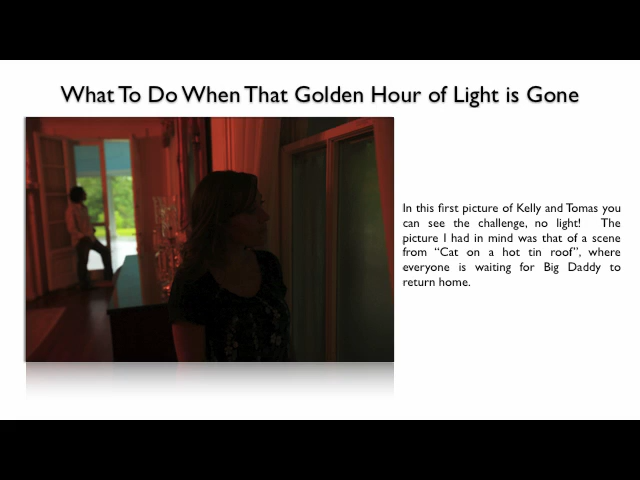 What To Do When That Golden Hour of Light is Gone
In this first picture of Kelly and Tomas you
can see the challenge, no light! The
picture I had in mind was that of a scene
from “Cat on a hot tin roof”, where
everyone is waiting for Big Daddy to
return home.